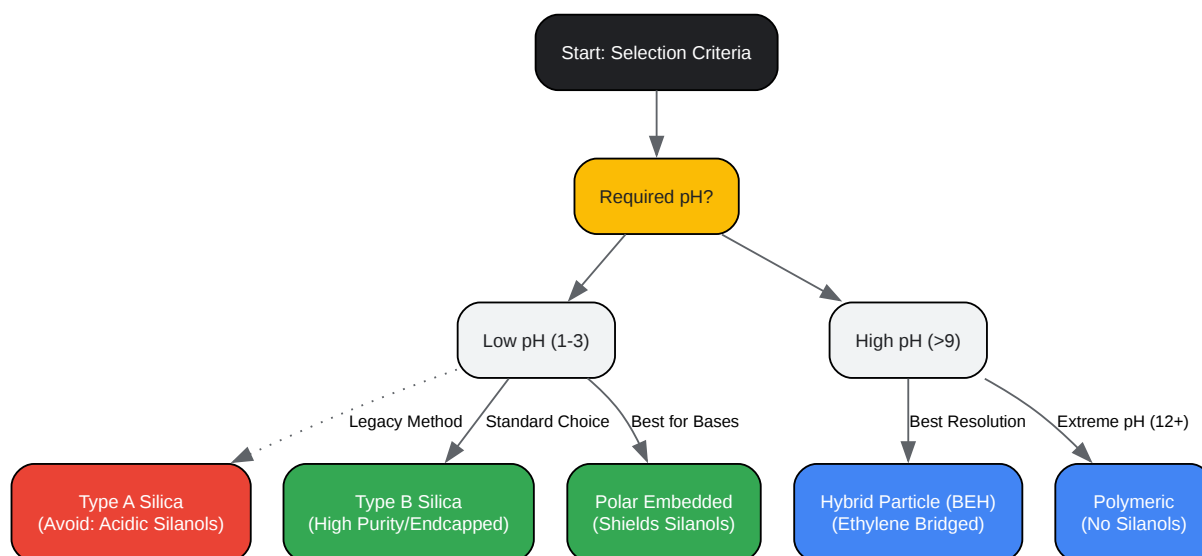 Start: Selection Criteria
Required pH?
Low pH (1-3)
High pH (>9)
Legacy Method
Standard Choice
Best for Bases
Best Resolution
Extreme pH (12+)
Type A Silica
(Avoid: Acidic Silanols)
Type B Silica
(High Purity/Endcapped)
Polar Embedded
(Shields Silanols)
Hybrid Particle (BEH)
(Ethylene Bridged)
Polymeric
(No Silanols)